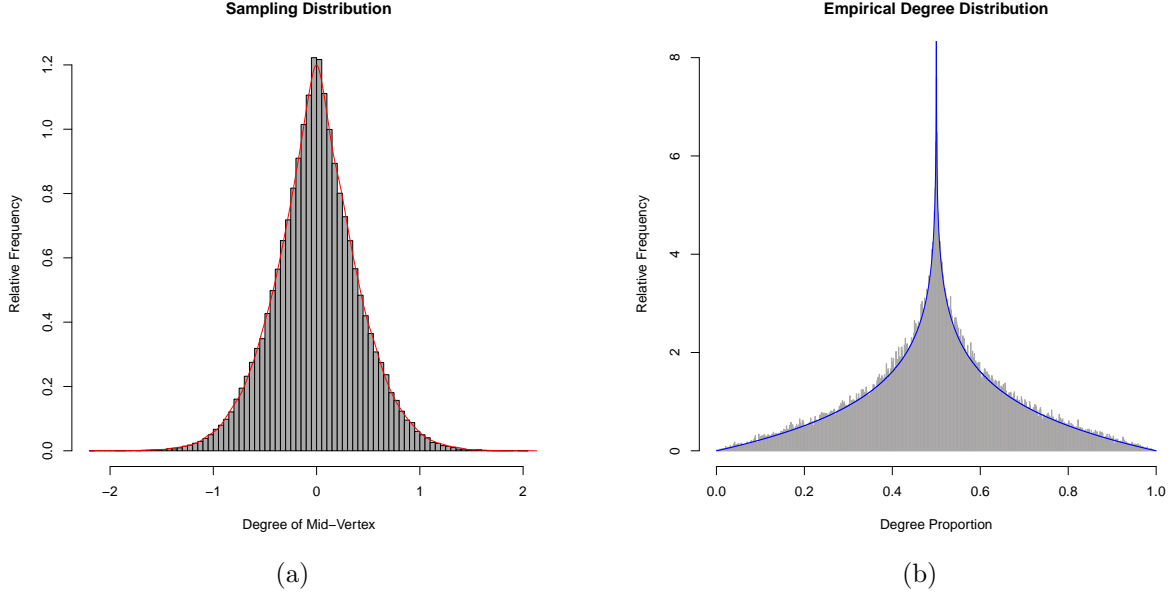 Sampling Distribution
Relative Frequency
0.0 0.2 0.4 0.6 0.8 1.0 1.2
−2 −1 0 1 2
Degree of Mid−Vertex
(a)
Empirical Degree Distribution
Relative Frequency
0 2 4 6 8
0.0 0.2 0.4 0.6 0.8 1.0
Degree Proportion
(b)